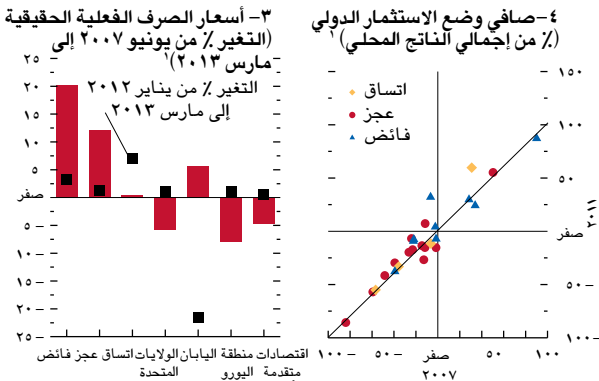 ٣– أسعار الصرف الفعلية الحقيقية
(التغير ٪ من يونيو ٢٠٠٧ إلى
مارس ٢٠١٣)١
التغير ٪ من يناير ٢٠١٢
إلى مارس ٢٠١٣
٢٥
٢٠
١٥
١٠
٥
صفر
٥ –
١٠ –
١٥ –
٢٠ –
٢٥ –
فائض
عجز
اتساق
الولايات
المتحدة
اليابان
منطقة
اليورو
اقتصادات
متقدمة
٤–صافي وضع الاستثمار الدولي
(٪ من إجمالي الناتج المحلي)١
اتساق
عجز
فائض
١٥٠
١٠٠
٥٠
صفر
٥٠–
١٠٠–
٢٠١١
١٠٠ –
٥٠ –
صفر
٥٠
١٠٠
٢٠٠٧